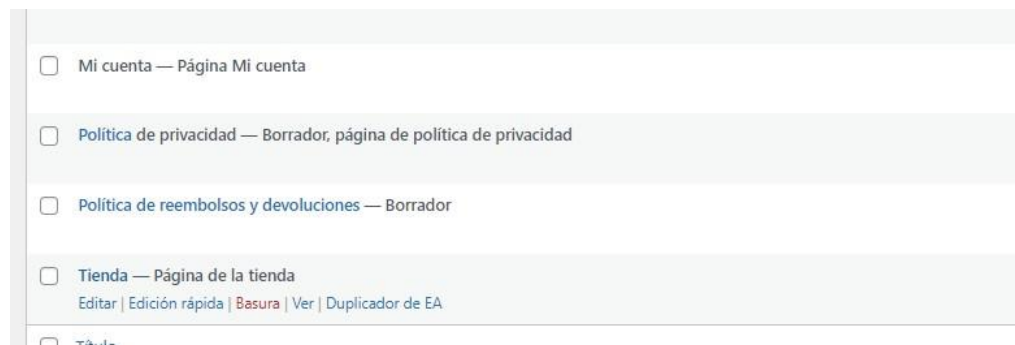 Mi cuenta — Página Mi cuenta
Política de privacidad — Borrador, página de política de privacidad
Política de reembolsos y devoluciones — Borrador
Tienda — Página de la tienda
Editar | Edición rápida | Basura | Ver | Duplicador de EA
Título